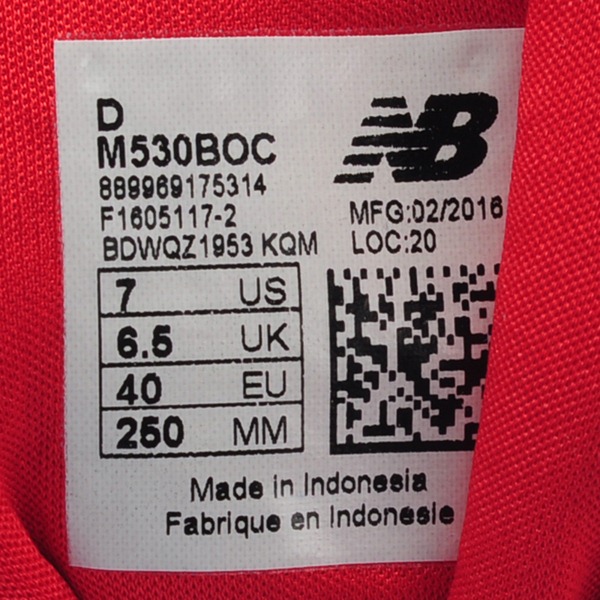 D
M530BOC
NB
889969175314
F1605117-2
MFG:02/2016
BDWQZ1953 KQM
LOC:20
7 US
6.5 UK
40 EU
250 MM
Made in Indonesia
Fabrique en Indonesie